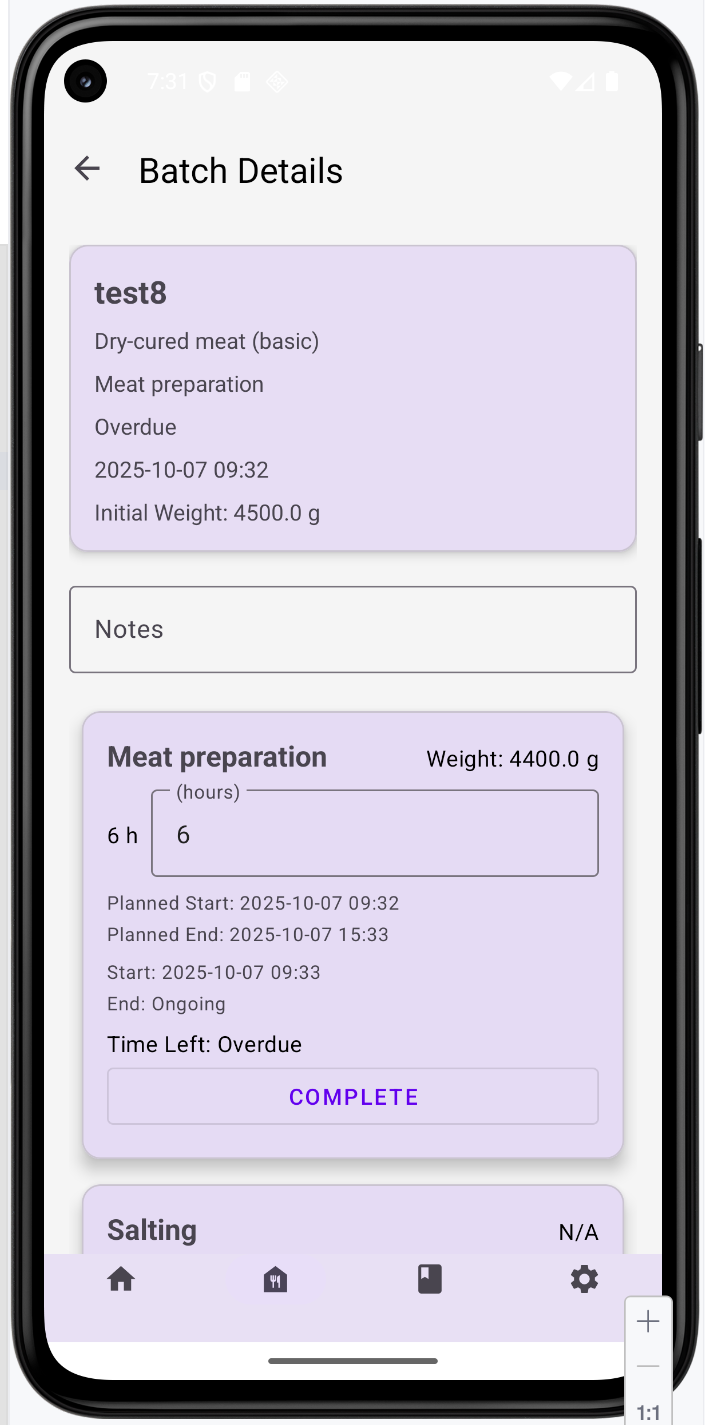 7:31
Batch Details
test8
Dry-cured meat (basic)
Meat preparation
Overdue
2025-10-07 09:32
Initial Weight: 4500.0 g
Notes
Meat preparation Weight: 4400.0 g
(hours)
6 h 6
Planned Start: 2025-10-07 09:32
Planned End: 2025-10-07 15:33
Start: 2025-10-07 09:33
End: Ongoing
Time Left: Overdue
COMPLETE
Salting N/A
1:1